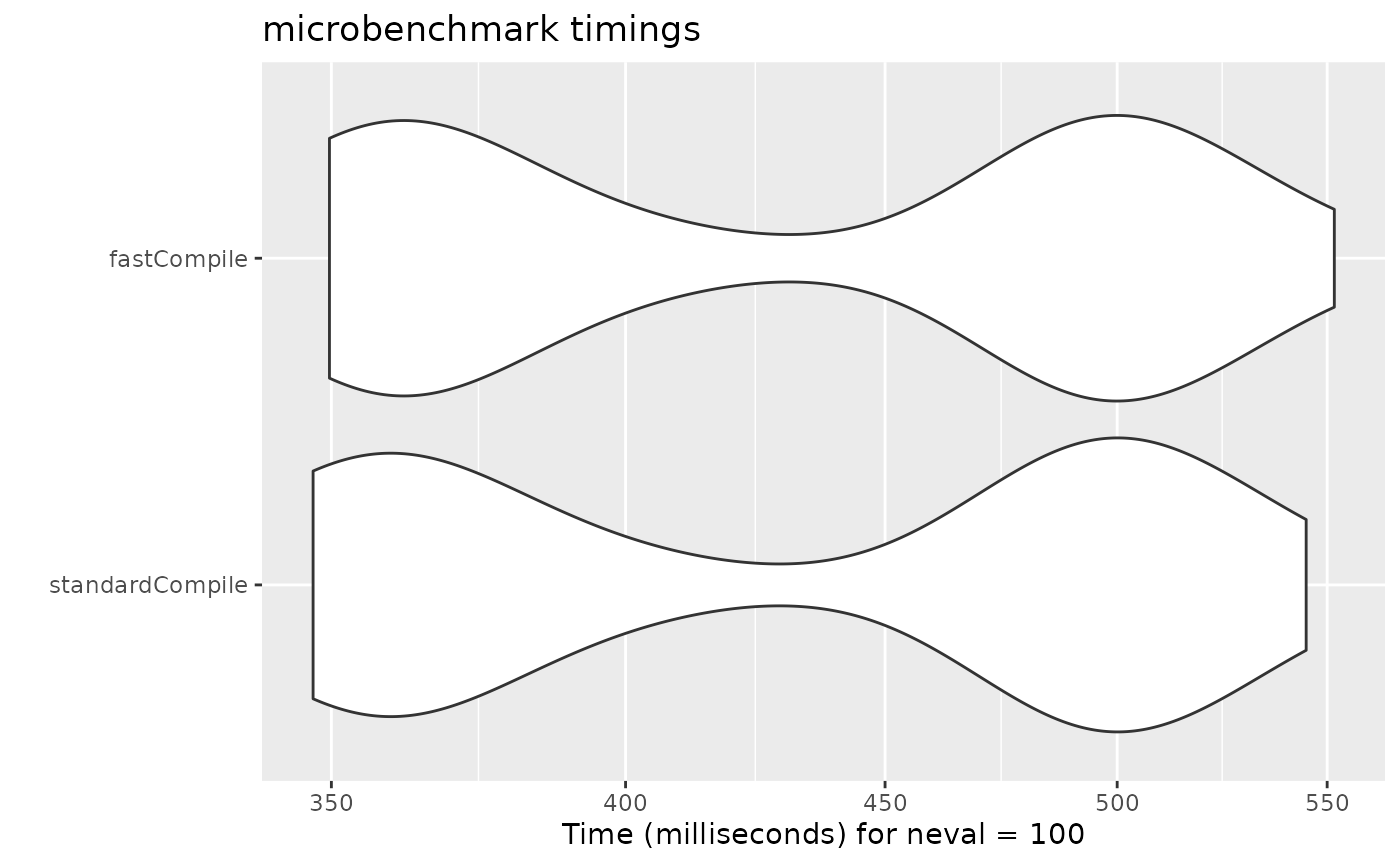 microbenchmark timings
fastCompile
standardCompile
350 400 450 500 550
Time (milliseconds) for neval = 100